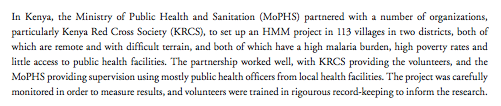 In Kenya, the Ministry of Public Health and Sanitation (MoPHS) partnered with a number of organizations,
particularly Kenya Red Cross Society (KRCS), to set up an HMM project in 113 villages in two districts, both of
which are remote and with difficult terrain, and both of which have a high malaria burden, high poverty rates and
little access to public health facilities. The partnership worked well, with KRCS providing the volunteers, and the
MoPHS providing supervision using mostly public health officers from local health facilities. The project was carefully
monitored in order to measure results, and volunteers were trained in rigourous record-keeping to inform the research.